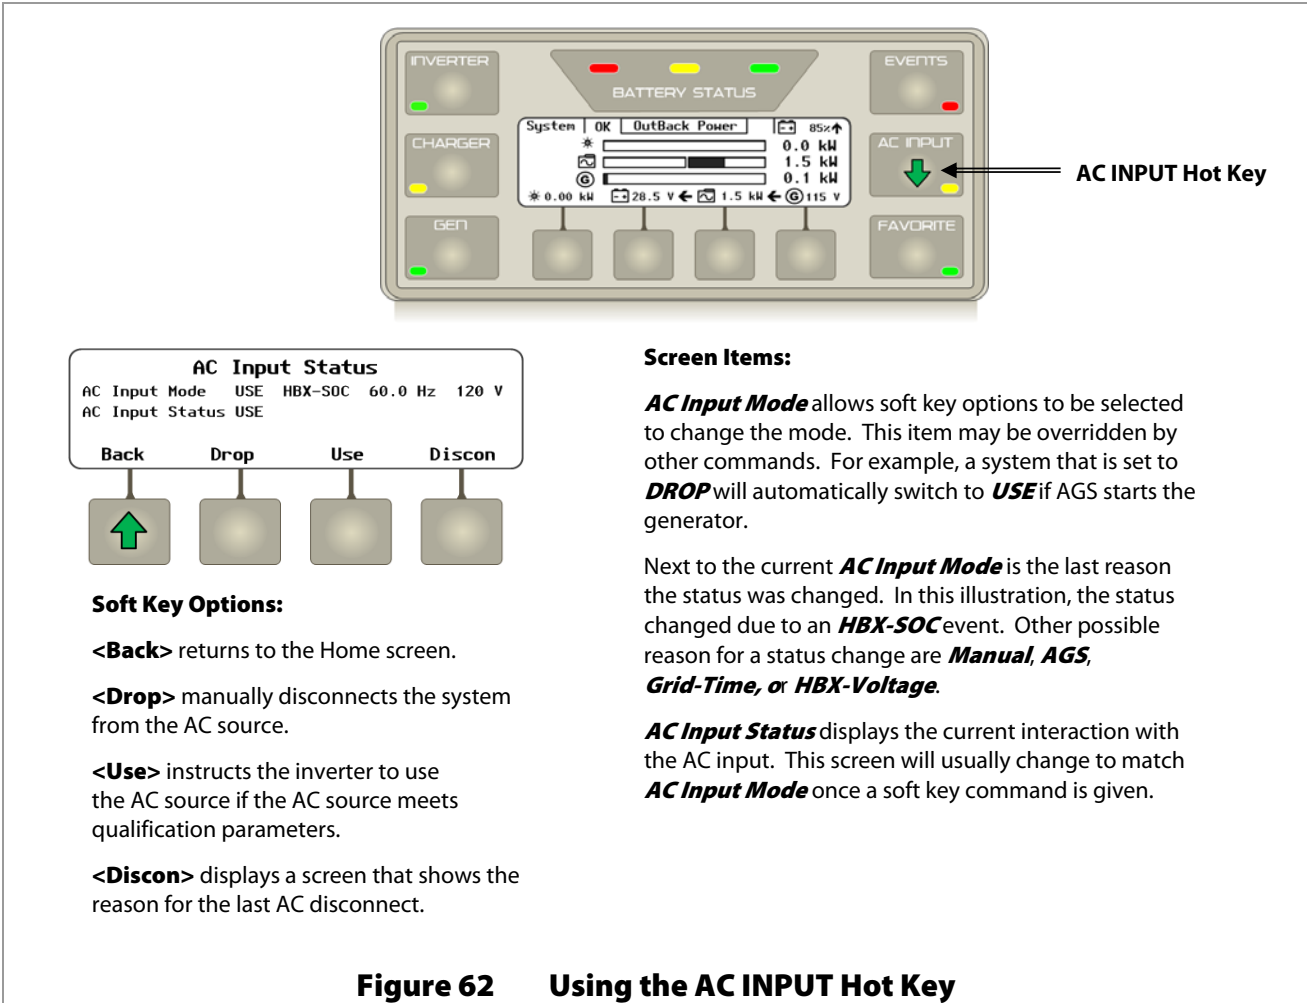 INVERTER
BATTERY STATUS
EVENTS
CHARGER
System OK OutBack Power 85%
0.0 kW
1.5 kW
G 0.1 kW
0.00 kW 28.5 V 1.5 kW G 115 V
AC INPUT
AC INPUT Hot Key
GEN
FAVORITE
AC Input Status
AC Input Mode USE HBX-SOC 60.0 Hz 120 V
AC Input Status USE
Back Drop Use Discon
Soft Key Options:
<Back> returns to the Home screen.
<Drop> manually disconnects the system
from the AC source.
<Use> instructs the inverter to use
the AC source if the AC source meets
qualification parameters.
<Discon> displays a screen that shows the
reason for the last AC disconnect.
Screen Items:
AC Input Mode allows soft key options to be selected
to change the mode. This item may be overridden by
other commands. For example, a system that is set to
DROP will automatically switch to USE if AGS starts the
generator.
Next to the current AC Input Mode is the last reason
the status was changed. In this illustration, the status
changed due to an HBX-SOC event. Other possible
reason for a status change are Manual, AGS,
Grid-Time, or HBX-Voltage.
AC Input Status displays the current interaction with
the AC input. This screen will usually change to match
AC Input Mode once a soft key command is given.
Figure 62 Using the AC INPUT Hot Key